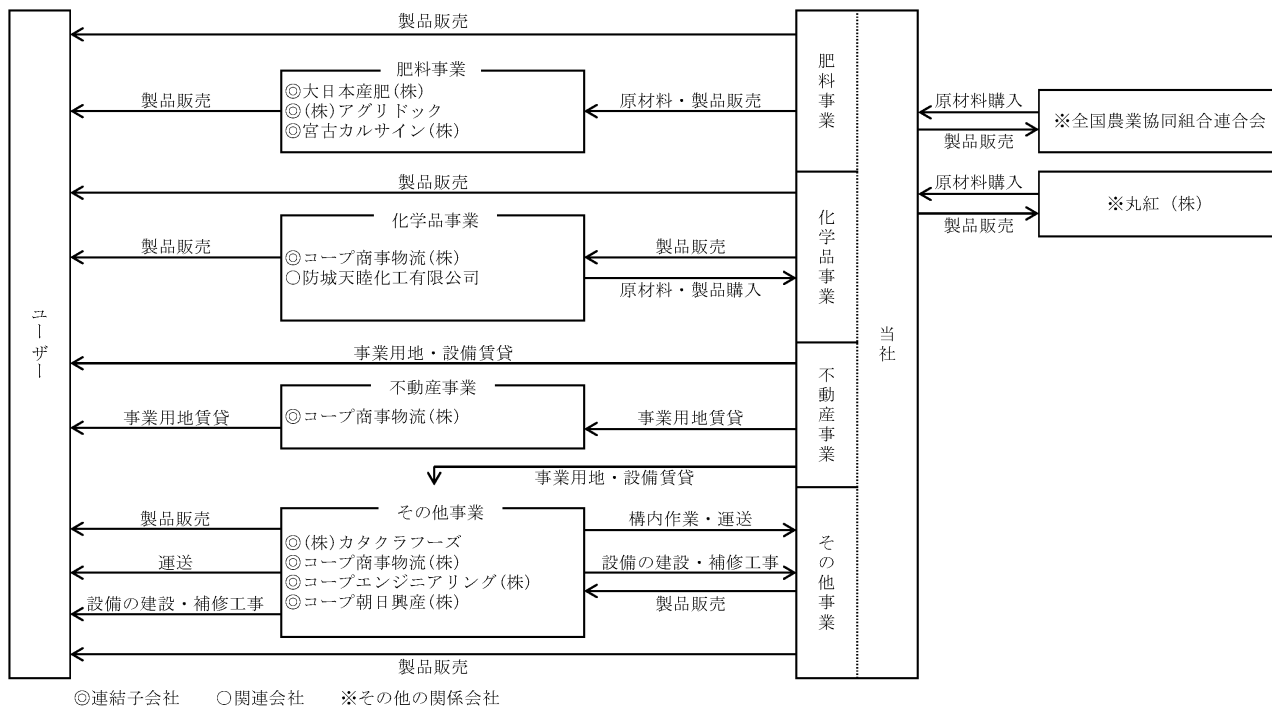 製品販売
肥料事業
◎大日本産肥(株)
◎(株)アグリドック
◎宮古カルサイン(株)
製品販売
原材料・製品販売
肥料事業
原材料購入
製品販売
※全国農業協同組合連合会
製品販売
原材料購入
製品販売
※丸紅（株）
化学品事業
◎コープ商事物流(株)
○防城天睦化工有限公司
製品販売
製品販売
原材料・製品購入
化学品事業
ユーザー
当社
事業用地・設備賃貸
不動産事業
◎コープ商事物流(株)
事業用地賃貸
事業用地賃貸
不動産事業
事業用地・設備賃貸
その他事業
◎(株)カタクラフーズ
◎コープ商事物流(株)
◎コープエンジニアリング(株)
◎コープ朝日興産(株)
製品販売
運送
設備の建設・補修工事
構内作業・運送
設備の建設・補修工事
製品販売
その他事業
製品販売
◎連結子会社　○関連会社　※その他の関係会社